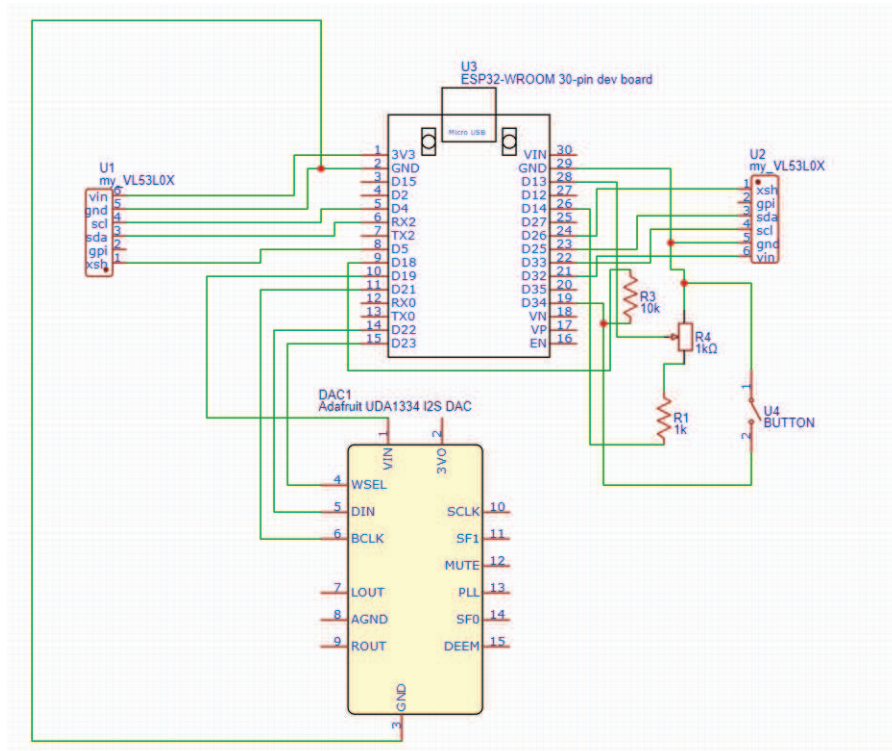 U3
ESP32-WROOM 30-pin dev board
Micro USB
1 3V3 VIN 30
2 GND GND 29
3 D15 D13 28
4 D2 D12 27
5 D4 D14 26
6 RX2 D27 25
7 TX2 D26 24
8 D5 D25 23
9 D18 D33 22
10 D19 D32 21
11 D21 D35 20
12 RX0 D34 19
13 TX0 VN 18
14 D22 VP 17
15 D23 EN 16
U1
my_VL53L0X
vin 6
gnd 5
scl 4
sda 3
gpi 2
xsh 1
U2
my_VL53L0X
1 xsh
2 gpi
3 sda
4 scl
5 gnd
6 vin
R3
10k
R4
1kΩ
R1
1k
1
U4
BUTTON
2
DAC1
Adafruit UDA1334 I2S DAC
1 2
VIN 3VO
4 WSEL
5 DIN SCLK 10
6 BCLK SF1 11
MUTE 12
7 LOUT PLL 13
8 AGND SF0 14
9 ROUT DEEM 15
GND
3